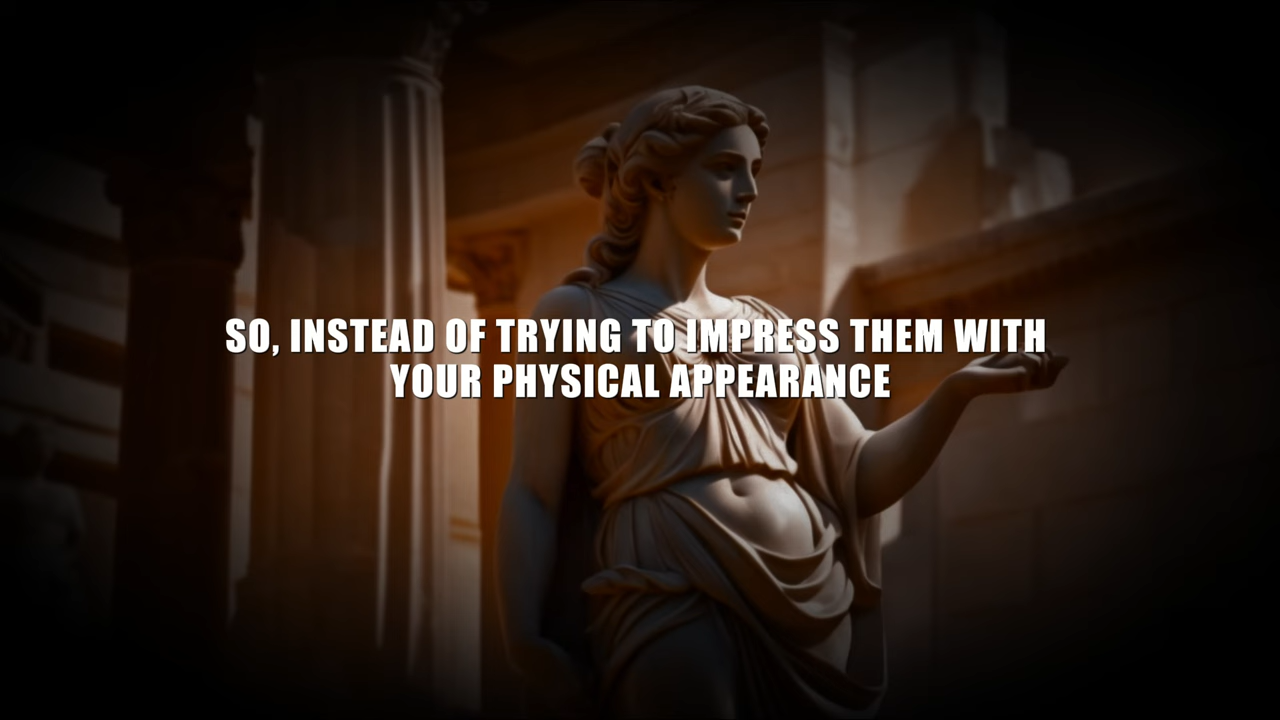 SO, INSTEAD OF TRYING TO IMPRESS THEM WITH
YOUR PHYSICAL APPEARANCE